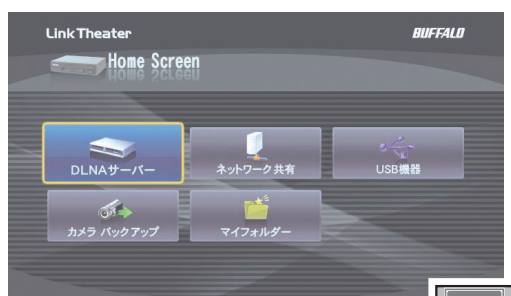 LinkTheater
BUFFALO
Home Screen
DLNAサーバー
ネットワーク共有
USB機器
カメラ バックアップ
マイフォルダー